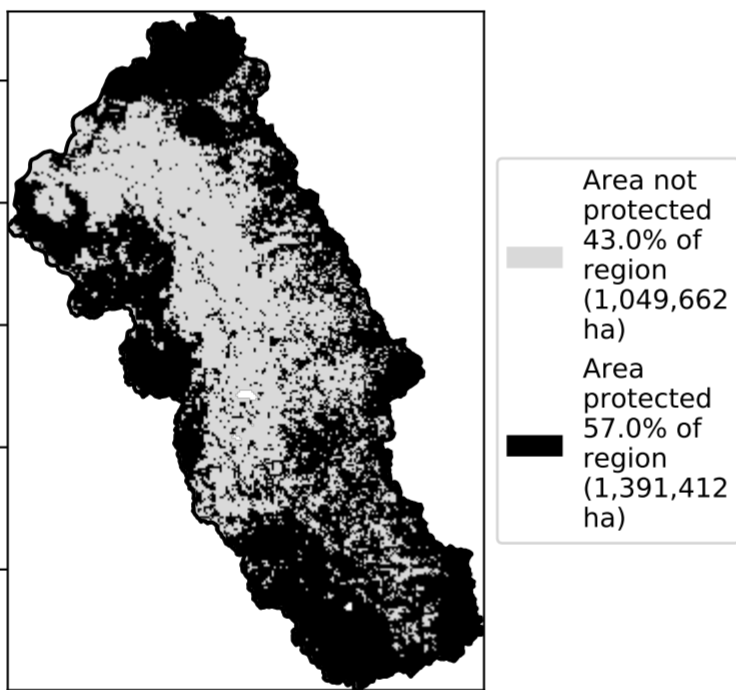 Area not
protected
43.0% of
region
(1,049,662
ha)
Area
protected
57.0% of
region
(1,391,412
ha)